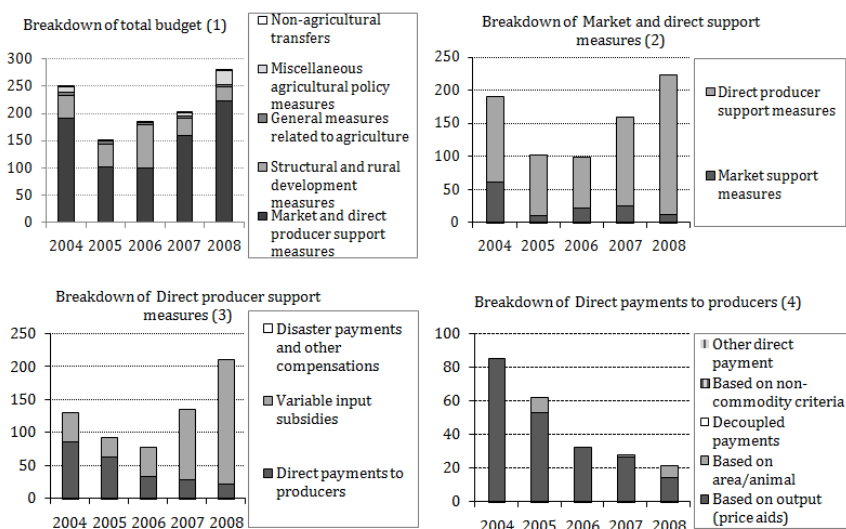 Breakdown of total budget (1)
300
250
200
150
100
50
0
2004 2005 2006 2007 2008
Non-agricultural
transfers
Miscellaneous
agricultural policy
measures
General measures
related to agriculture
Structural and rural
development
measures
Market and direct
producer support
measures
Breakdown of Market and direct support
measures (2)
250
200
150
100
50
0
2004 2005 2006 2007 2008
Direct producer
support measures
Market support
measures
Breakdown of Direct producer support
measures (3)
250
200
150
100
50
0
2004 2005 2006 2007 2008
Disaster payments
and other
compensations
Variable input
subsidies
Direct payments to
producers
Breakdown of Direct payments to producers (4)
100
80
60
40
20
0
2004 2005 2006 2007 2008
Other direct
payment
Based on non-
commodity criteria
Decoupled
payments
Based on
area/animal
Based on output
(price aids)